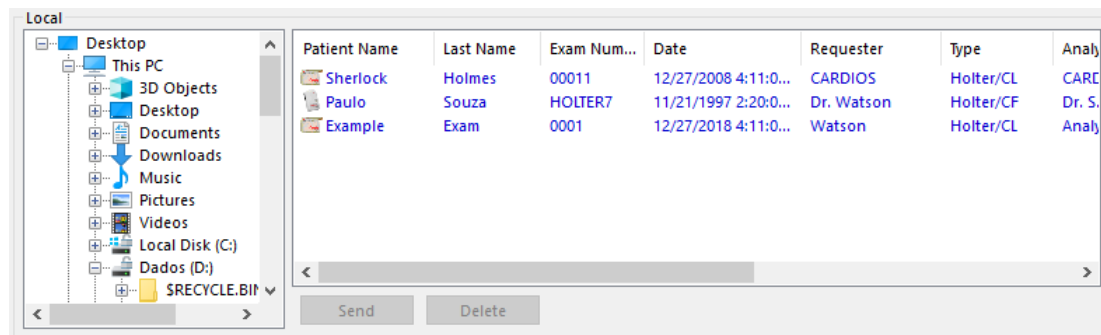 Local
Desktop
This PC
3D Objects
Desktop
Documents
Downloads
Music
Pictures
Videos
Local Disk (C:)
Dados (D:)
$RECYCLE.BIN
Patient Name Last Name Exam Num... Date Requester Type Analy
Sherlock Holmes 00011 12/27/2008 4:11:0... CARDIOS Holter/CL CARD
Paulo Souza HOLTER7 11/21/1997 2:20:0... Dr. Watson Holter/CF Dr. S.
Example Exam 0001 12/27/2018 4:11:0... Watson Holter/CL Analy
Send Delete